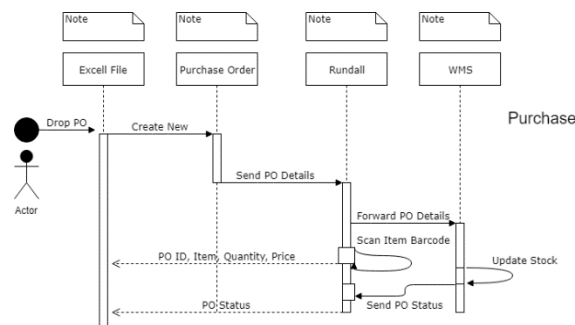 Note
Note
Note
Note
Excell File
Purchase Order
Rundall
WMS
Purchase
Drop PO
Create New
Actor
Send PO Details
Forward PO Details
Scan Item Barcode
PO ID, Item, Quantity, Price
Update Stock
PO Status
Send PO Status